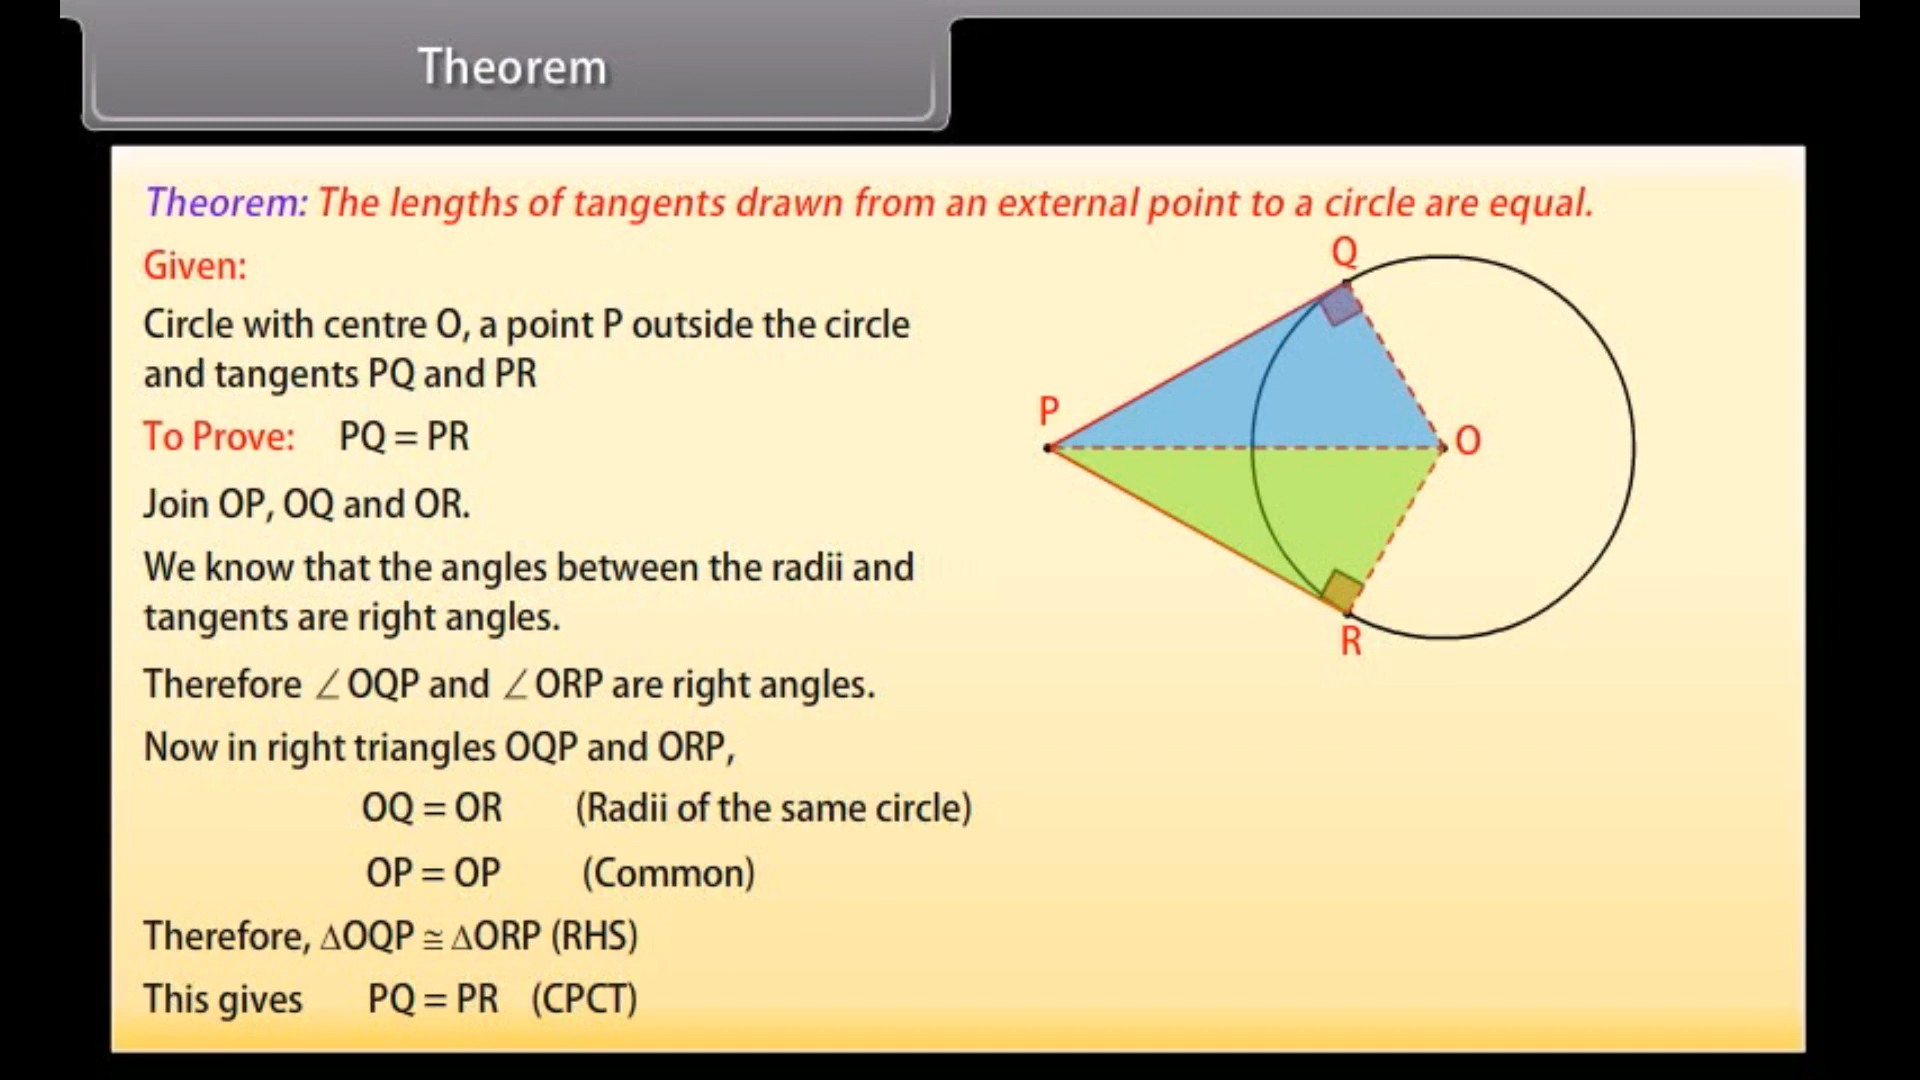 Theorem
Theorem: The lengths of tangents drawn from an external point to a circle are equal.
Given:
Circle with centre O, a point P outside the circle
and tangents PQ and PR
To Prove: PQ = PR
Join OP, OQ and OR.
We know that the angles between the radii and
tangents are right angles.
Therefore ∠OQP and ∠ORP are right angles.
Now in right triangles OQP and ORP,
OQ = OR (Radii of the same circle)
OP = OP (Common)
Therefore, ΔOQP ≅ ΔORP (RHS)
This gives PQ = PR (CPCT)
Q
P
O
R